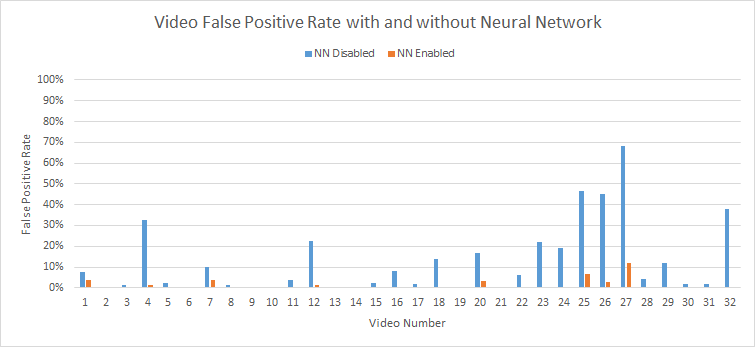 Video False Positive Rate with and without Neural Network
NN Disabled NN Enabled
100%
90%
80%
70%
60%
50%
40%
30%
20%
10%
0%
False Positive Rate
1 2 3 4 5 6 7 8 9 10 11 12 13 14 15 16 17 18 19 20 21 22 23 24 25 26 27 28 29 30 31 32
Video Number